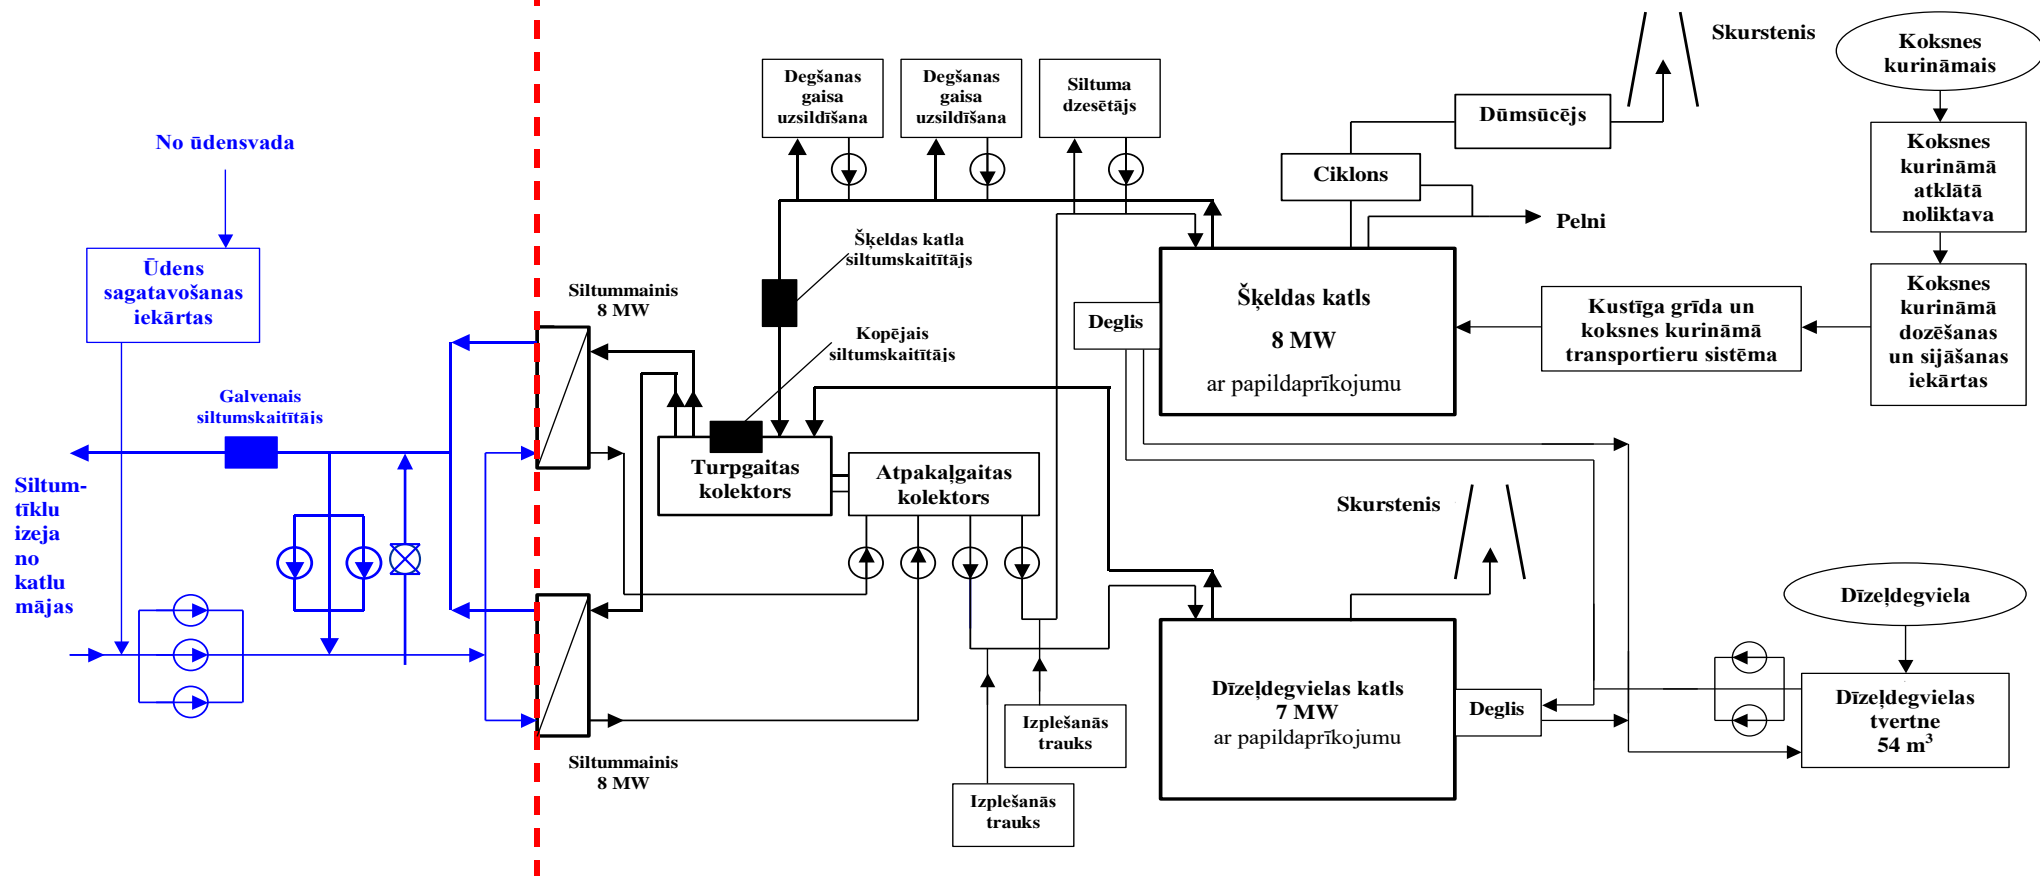 Skurstenis
Koksnes
kurināmais
Degšanas
gaisa
uzsildīšana
Degšanas
gaisa
uzsildīšana
Siltuma
dzesētājs
Dūmsūcējs
No ūdensvada
Koksnes
kurināmā
atklātā
noliktava
Ciklons
Pelni
Šķeldas katla
siltumskaitītājs
Ūdens
sagatavošanas
iekārtas
Siltummainis
8 MW
Šķeldas katls
8 MW
ar papildaprīkojumu
Deglis
Kustīga grīda un
koksnes kurināmā
transportieru sistēma
Koksnes
kurināmā
dozēšanas
un sijāšanas
iekārtas
Kopējais
siltumskaitītājs
Galvenais
siltumskaitītājs
Turpgaitas
kolektors
Atpakaļgaitas
kolektors
Siltum-
tīklu
izeja
no
katlu
mājas
Skurstenis
Dīzeļdegviela
Dīzeļdegvielas katls
7 MW
ar papildaprīkojumu
Deglis
Dīzeļdegvielas
tvertne
54 m³
Izplešanās
trauks
Siltummainis
8 MW
Izplešanās
trauks